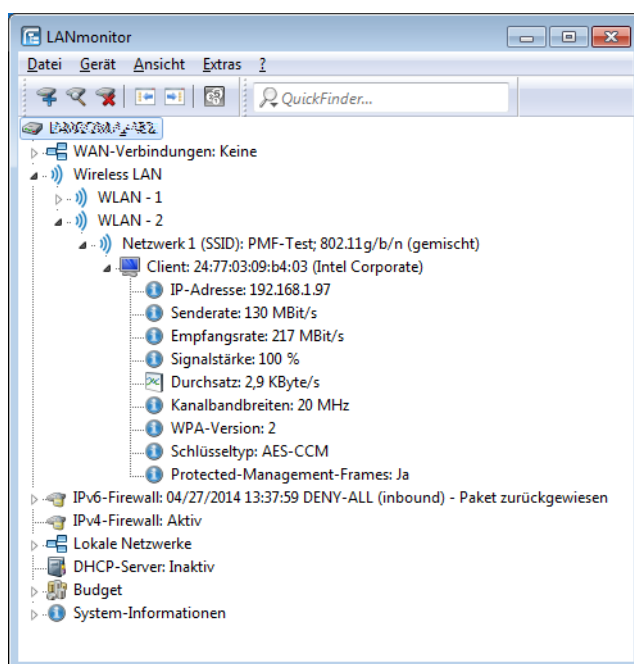 LANmonitor
Datei Gerät Ansicht Extras ?
QuickFinder...
WAN-Verbindungen: Keine
Wireless LAN
WLAN - 1
WLAN - 2
Netzwerk 1 (SSID): PMF-Test; 802.11g/b/n (gemischt)
Client: 24:77:03:09:b4:03 (Intel Corporate)
IP-Adresse: 192.168.1.97
Senderate: 130 MBit/s
Empfangsrate: 217 MBit/s
Signalstärke: 100 %
Durchsatz: 2,9 KByte/s
Kanalbandbreiten: 20 MHz
WPA-Version: 2
Schlüsseltyp: AES-CCM
Protected-Management-Frames: Ja
IPv6-Firewall: 04/27/2014 13:37:59 DENY-ALL (inbound) - Paket zurückgewiesen
IPv4-Firewall: Aktiv
Lokale Netzwerke
DHCP-Server: Inaktiv
Budget
System-Informationen